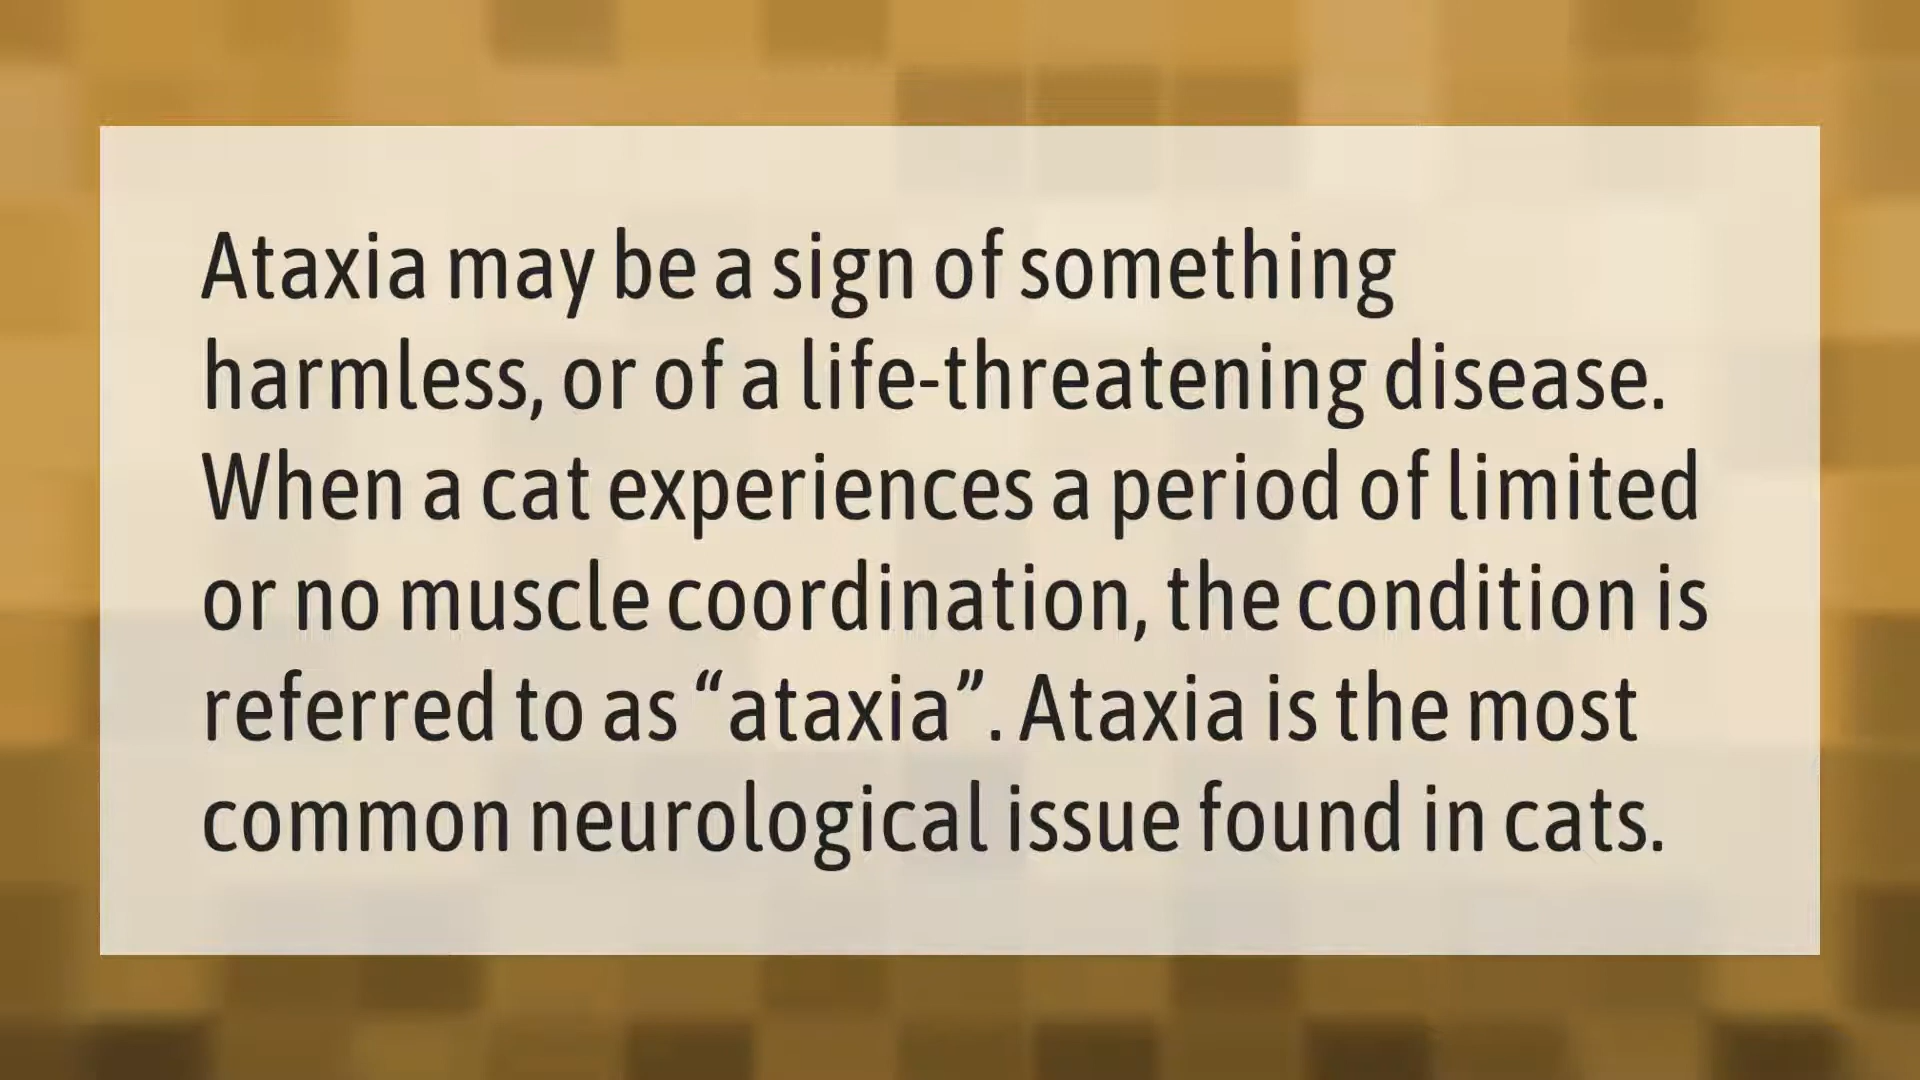 Ataxia may be a sign of something
harmless, or of a life-threatening disease.
When a cat experiences a period of limited
or no muscle coordination, the condition is
referred to as “ataxia”. Ataxia is the most
common neurological issue found in cats.